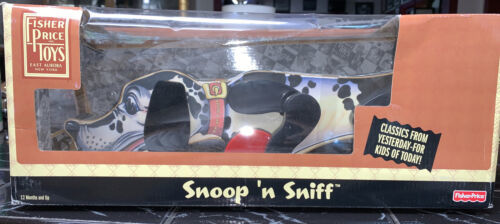 FISHER
PRICE
TOYS
EAST AURORA
NEW YORK
CLASSICS FROM
YESTERDAY-FOR
KIDS OF TODAY!
12 Months and Up
Snoop 'n Sniff™
Fisher-Price